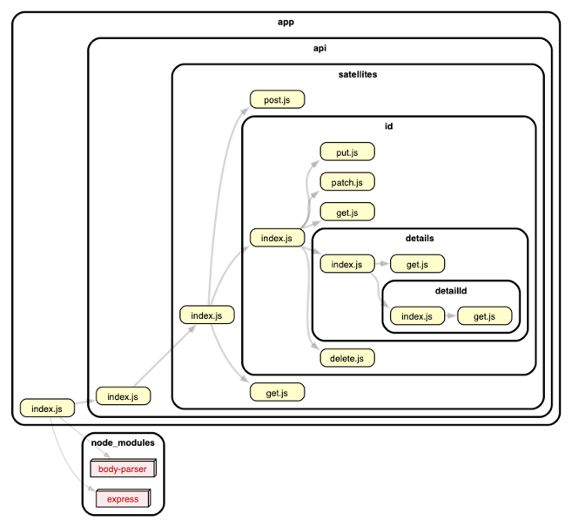 app
api
satellites
post.js
id
put.js
patch.js
get.js
index.js
details
index.js
get.js
detailId
index.js
get.js
index.js
delete.js
get.js
index.js
index.js
node_modules
body-parser
express